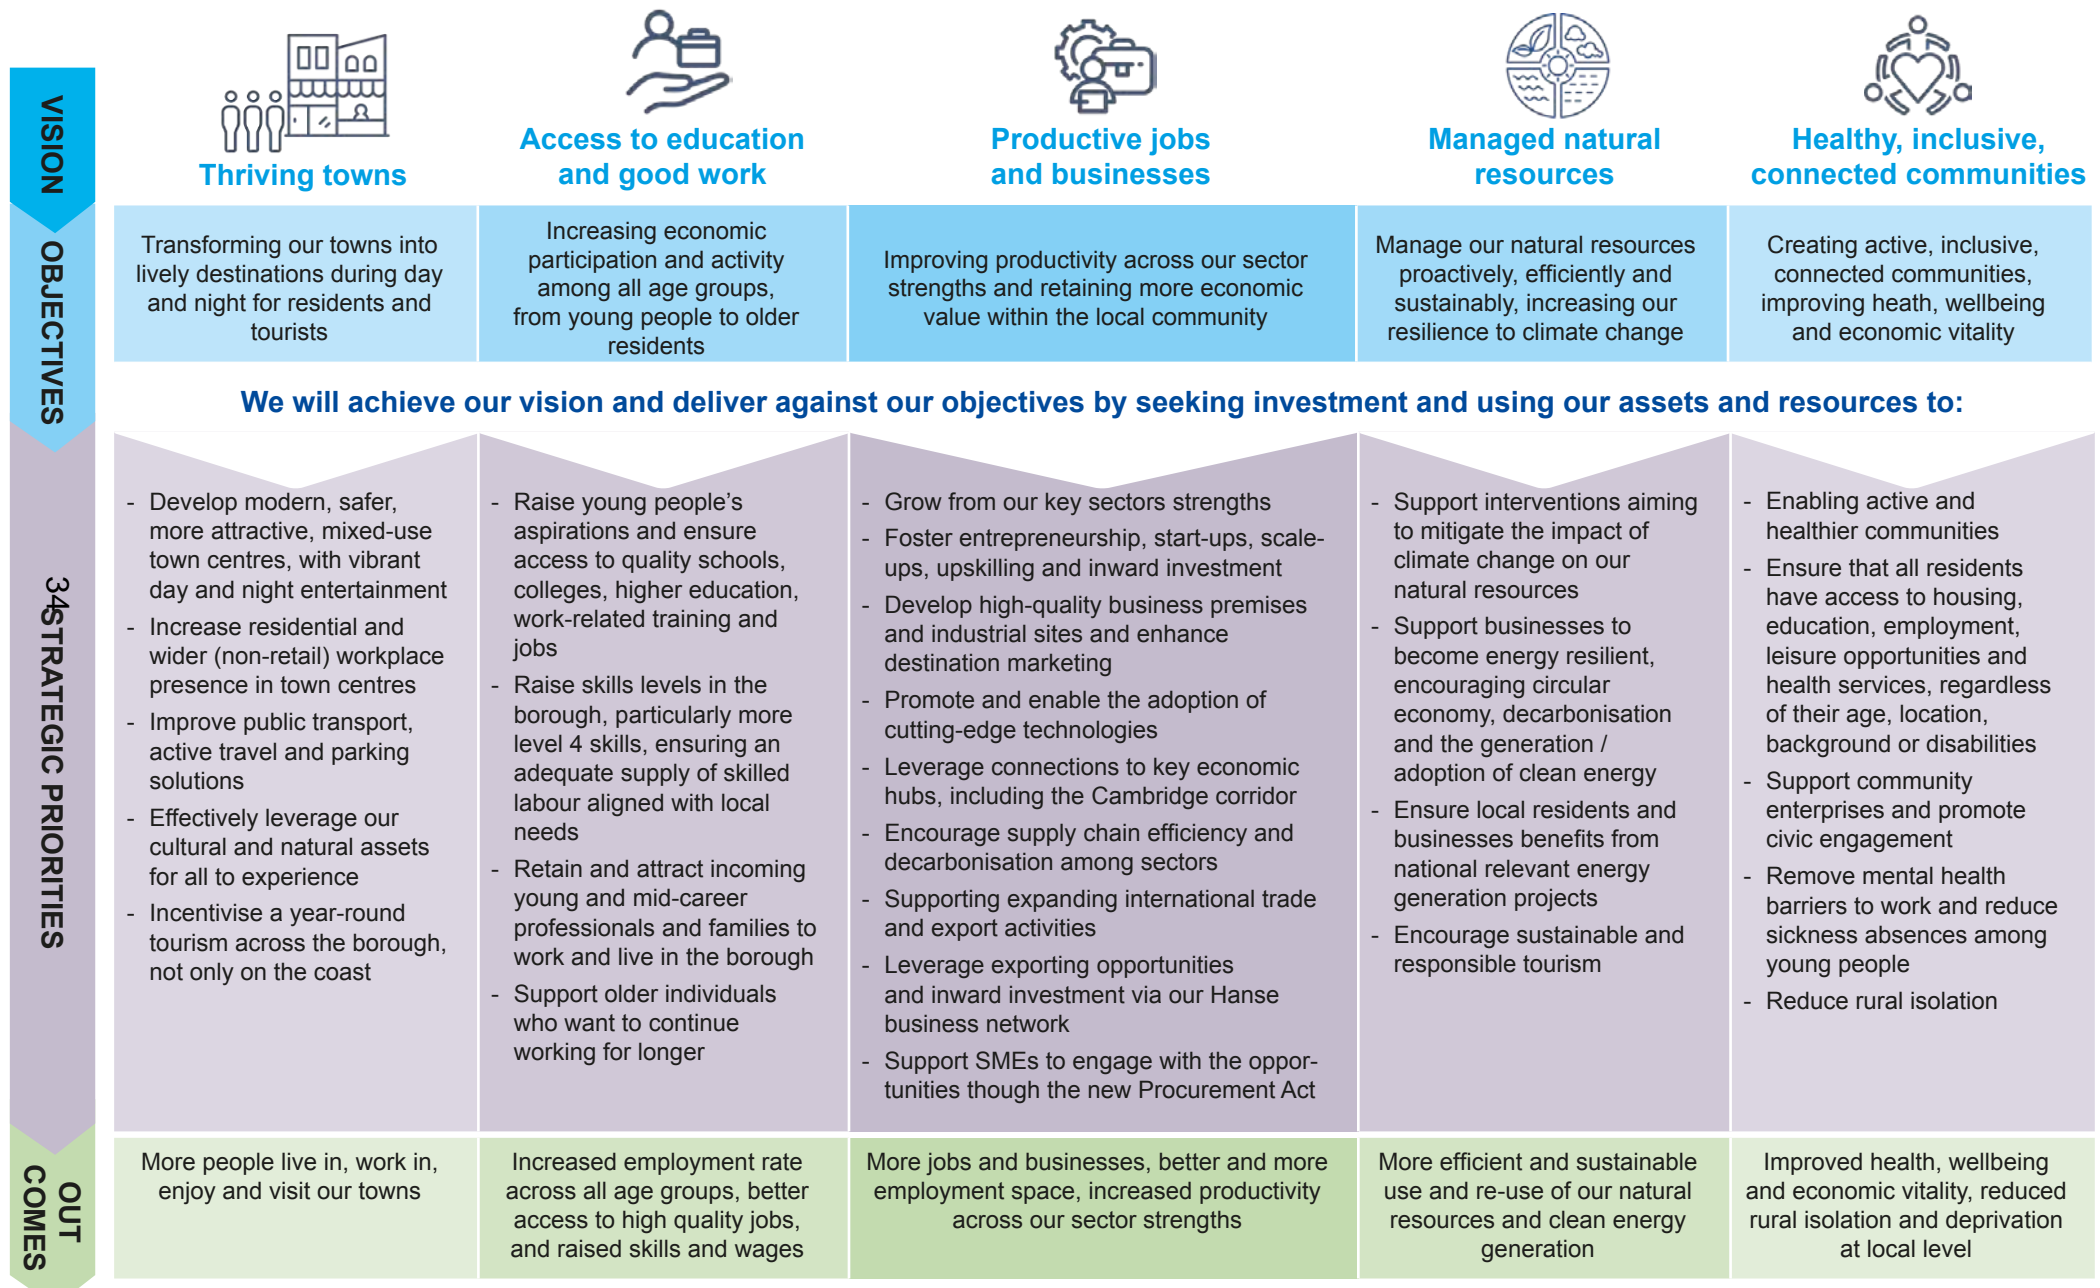 VISION
Thriving towns
Access to education
and good work
Productive jobs
and businesses
Managed natural
resources
Healthy, inclusive,
connected communities
OBJECTIVES
Transforming our towns into
lively destinations during day
and night for residents and
tourists
Increasing economic
participation and activity
among all age groups,
from young people to older
residents
Improving productivity across our sector
strengths and retaining more economic
value within the local community
Manage our natural resources
proactively, efficiently and
sustainably, increasing our
resilience to climate change
Creating active, inclusive,
connected communities,
improving heath, wellbeing
and economic vitality
We will achieve our vision and deliver against our objectives by seeking investment and using our assets and resources to:
34
STRATEGIC PRIORITIES
- Develop modern, safer,
more attractive, mixed-use
town centres, with vibrant
day and night entertainment
- Increase residential and
wider (non-retail) workplace
presence in town centres
- Improve public transport,
active travel and parking
solutions
- Effectively leverage our
cultural and natural assets
for all to experience
- Incentivise a year-round
tourism across the borough,
not only on the coast
- Raise young people's
aspirations and ensure
access to quality schools,
colleges, higher education,
work-related training and
jobs
- Raise skills levels in the
borough, particularly more
level 4 skills, ensuring an
adequate supply of skilled
labour aligned with local
needs
- Retain and attract incoming
young and mid-career
professionals and families to
work and live in the borough
- Support older individuals
who want to continue
working for longer
- Grow from our key sectors strengths
- Foster entrepreneurship, start-ups, scale-
ups, upskilling and inward investment
- Develop high-quality business premises
and industrial sites and enhance
destination marketing
- Promote and enable the adoption of
cutting-edge technologies
- Leverage connections to key economic
hubs, including the Cambridge corridor
- Encourage supply chain efficiency and
decarbonisation among sectors
- Supporting expanding international trade
and export activities
- Leverage exporting opportunities
and inward investment via our Hanse
business network
- Support SMEs to engage with the oppor-
tunities though the new Procurement Act
- Support interventions aiming
to mitigate the impact of
climate change on our
natural resources
- Support businesses to
become energy resilient,
encouraging circular
economy, decarbonisation
and the generation /
adoption of clean energy
- Ensure local residents and
businesses benefits from
national relevant energy
generation projects
- Encourage sustainable and
responsible tourism
- Enabling active and
healthier communities
- Ensure that all residents
have access to housing,
education, employment,
leisure opportunities and
health services, regardless
of their age, location,
background or disabilities
- Support community
enterprises and promote
civic engagement
- Remove mental health
barriers to work and reduce
sickness absences among
young people
- Reduce rural isolation
OUT
COMES
More people live in, work in,
enjoy and visit our towns
Increased employment rate
across all age groups, better
access to high quality jobs,
and raised skills and wages
More jobs and businesses, better and more
employment space, increased productivity
across our sector strengths
More efficient and sustainable
use and re-use of our natural
resources and clean energy
generation
Improved health, wellbeing
and economic vitality, reduced
rural isolation and deprivation
at local level